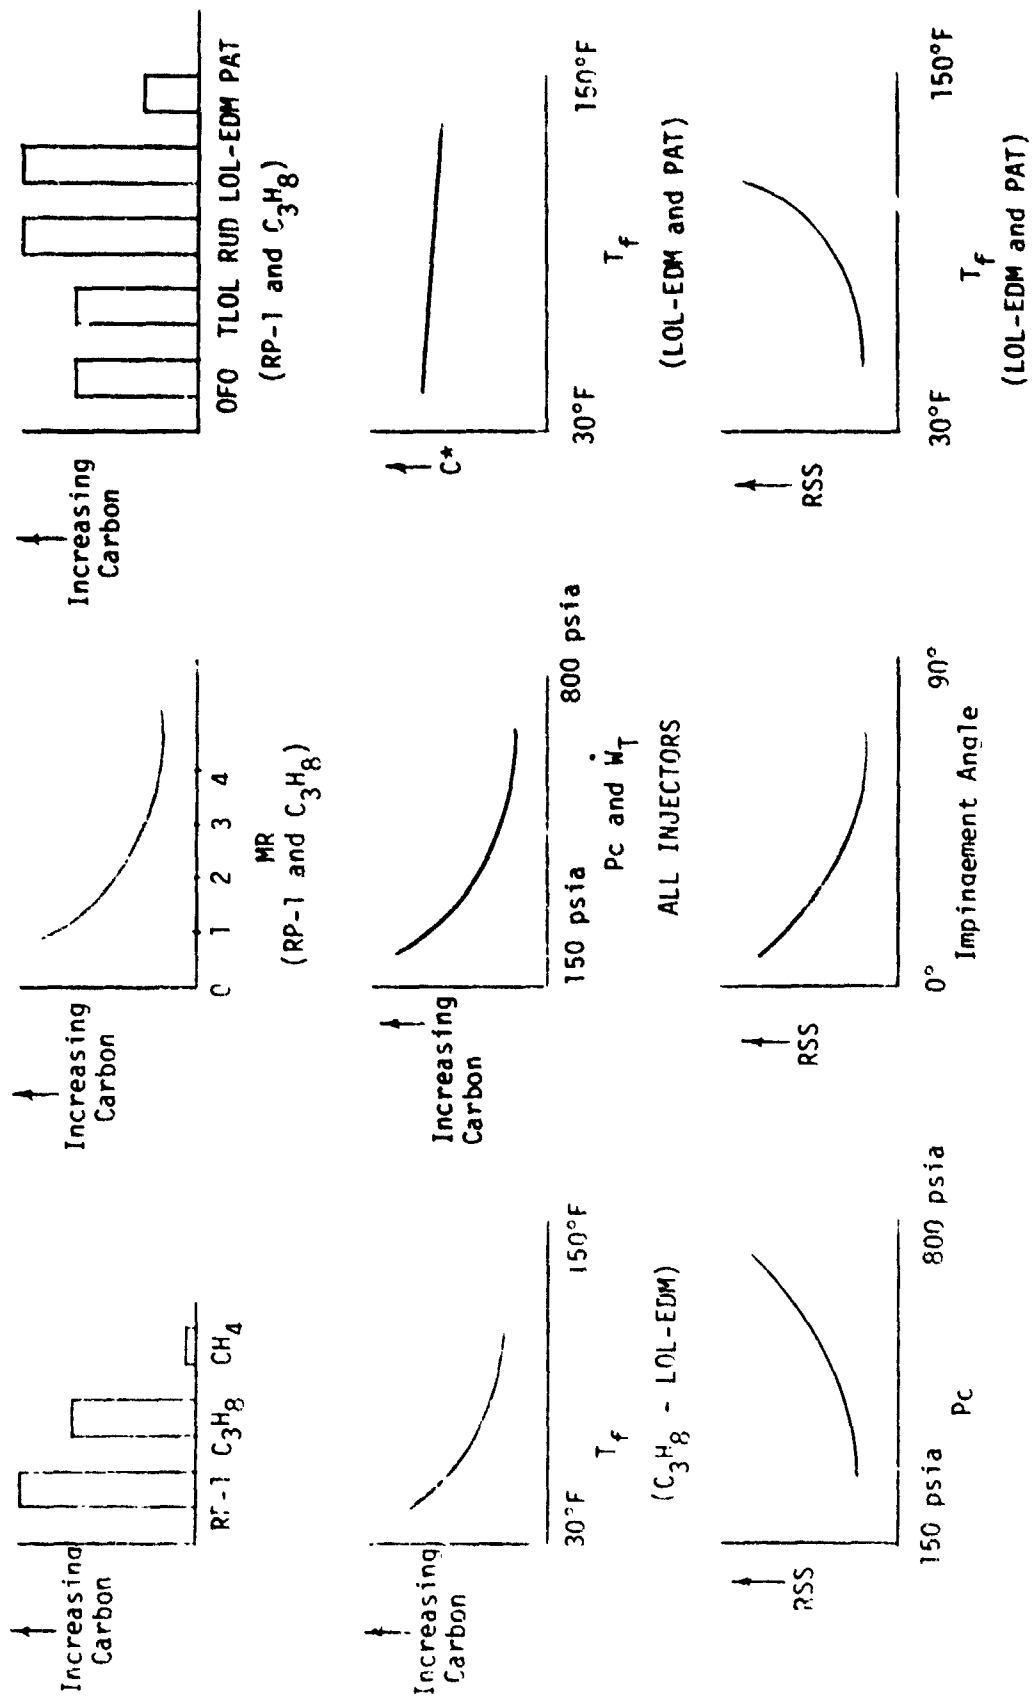 Increasing
Carbon
RP-1 C3H8 CH4
Increasing
Carbon
0 1 2 3 4
MR
(RP-1 and C3H8)
Increasing
Carbon
OFO TLOL RUD LOL-EDM PAT
(RP-1 and C3H8)
Increasing
Carbon
30°F 150°F
Tf
(C3H8 - LOL-EDM)
Increasing
Carbon
150 psia 800 psia
Pc and ẆT
ALL INJECTORS
C*
30°F 150°F
Tf
(LOL-EDM and PAT)
RSS
150 psia 800 psia
Pc
RSS
0° 90°
Impingement Angle
RSS
30°F 150°F
Tf
(LOL-EDM and PAT)